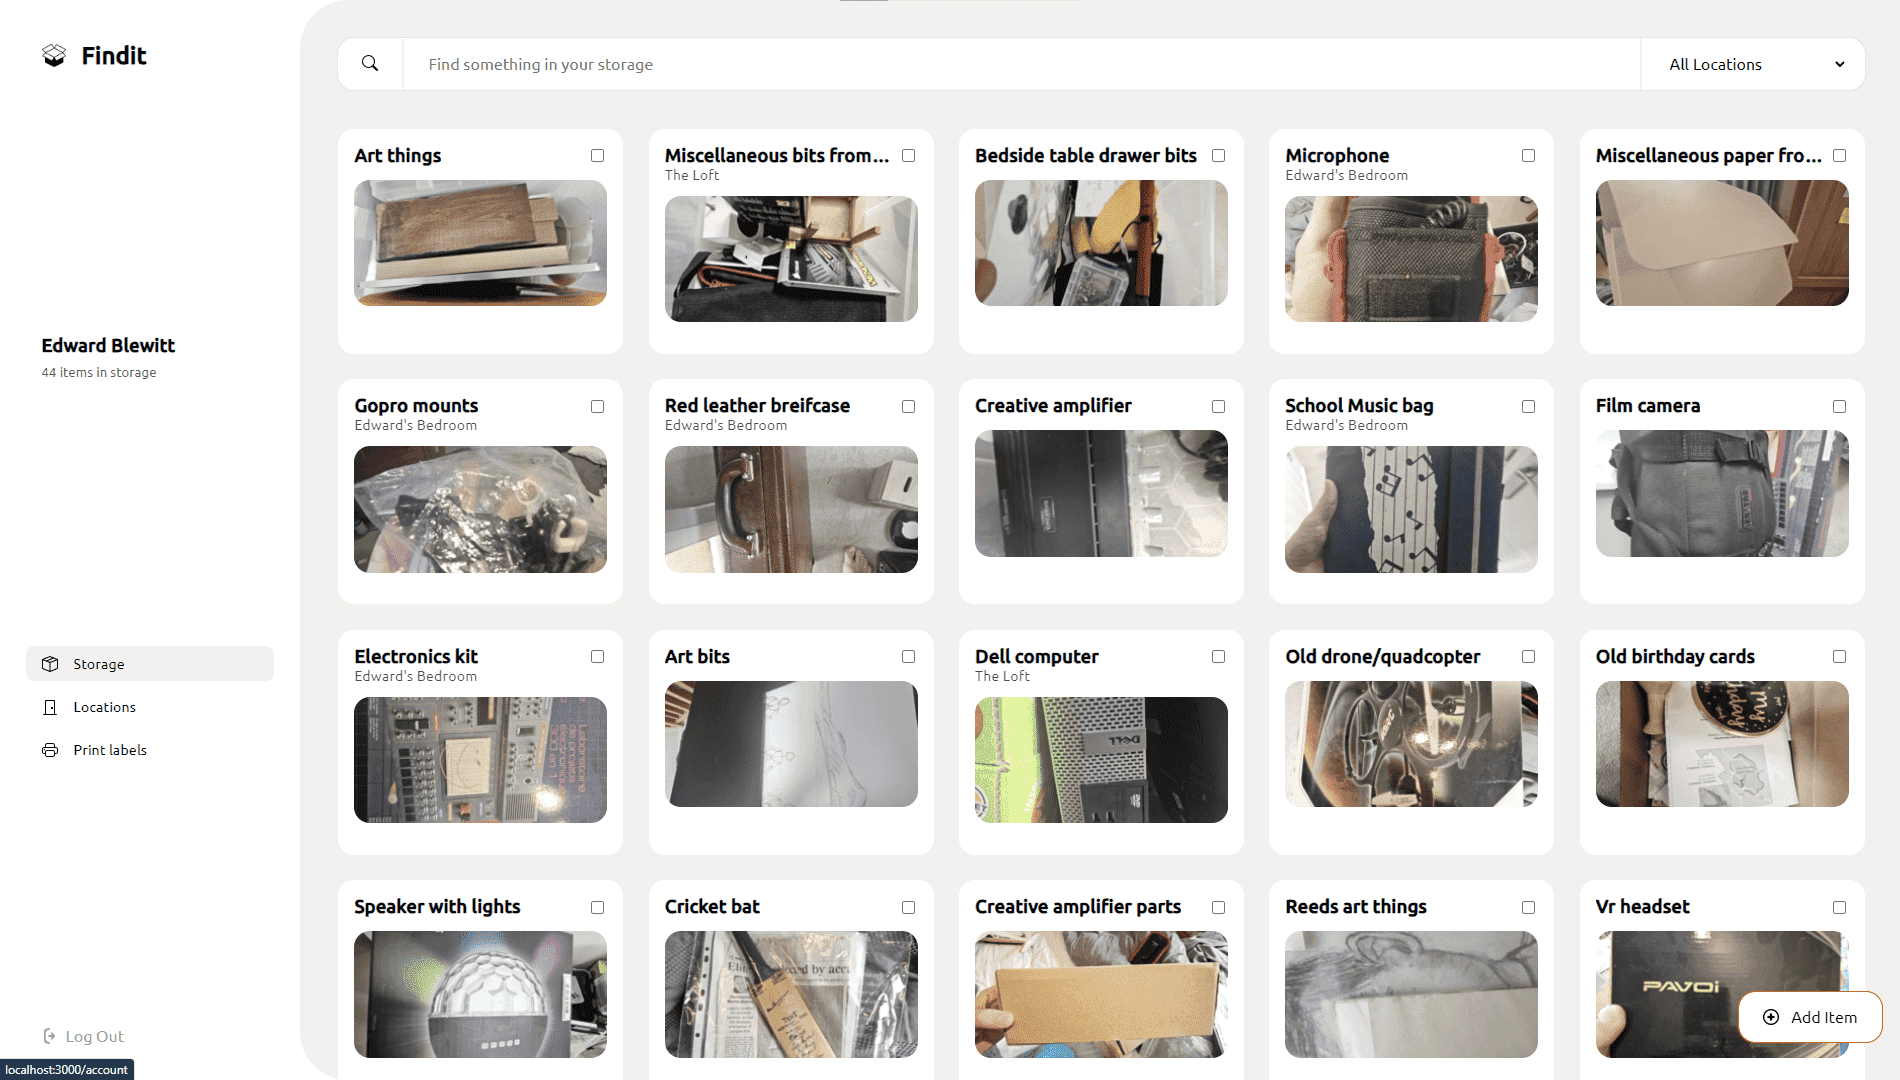 Findit
Find something in your storage
All Locations
Edward Blewitt
44 items in storage
Storage
Locations
Print labels
Log Out
localhost:3000/account
Art things
Miscellaneous bits from...
The Loft
Bedside table drawer bits
Microphone
Edward's Bedroom
Miscellaneous paper fro...
Gopro mounts
Edward's Bedroom
Red leather breifcase
Edward's Bedroom
Creative amplifier
School Music bag
Edward's Bedroom
Film camera
Electronics kit
Edward's Bedroom
Art bits
Dell computer
The Loft
DELL
Old drone/quadcopter
Old birthday cards
Speaker with lights
Cricket bat
Creative amplifier parts
Reeds art things
Vr headset
PAVOi
Add Item